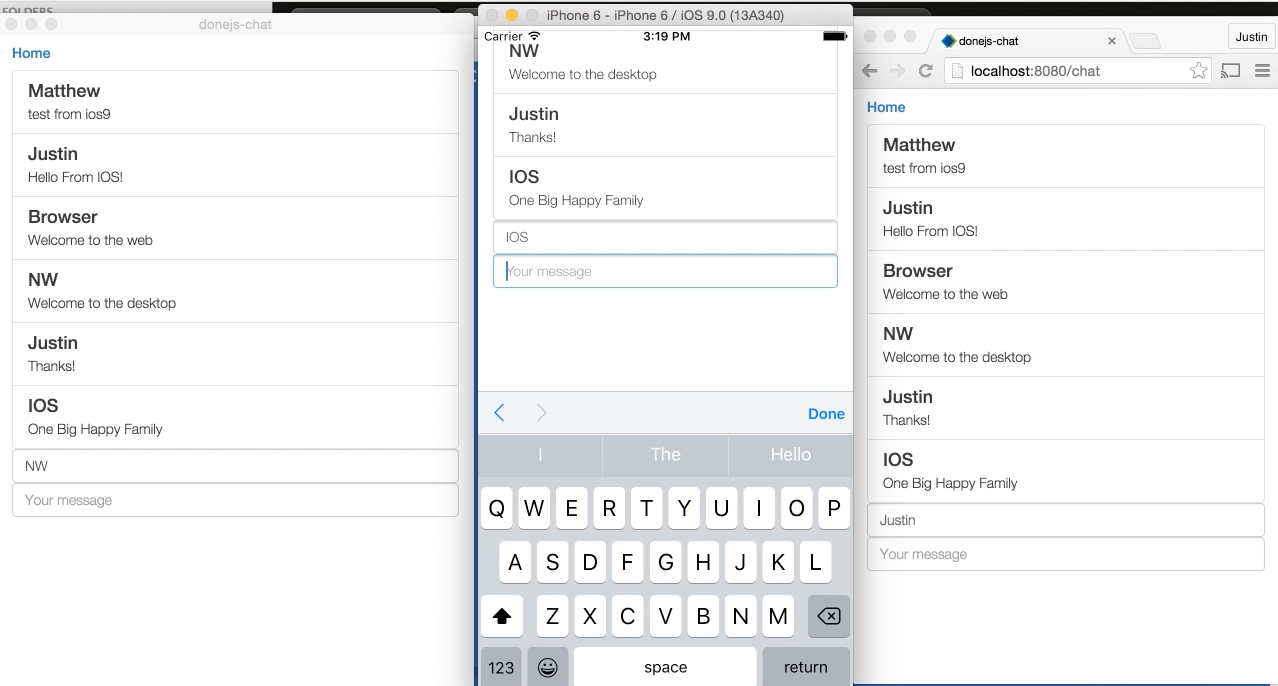 FOLDERS
donejs-chat
Home
Matthew
test from ios9
Justin
Hello From IOS!
Browser
Welcome to the web
NW
Welcome to the desktop
Justin
Thanks!
IOS
One Big Happy Family
NW
Your message
iPhone 6 - iPhone 6 / iOS 9.0 (13A340)
Carrier 3:19 PM
NW
Welcome to the desktop
Justin
Thanks!
IOS
One Big Happy Family
IOS
Your message
Done
I The Hello
Q W E R T Y U I O P
A S D F G H J K L
Z X C V B N M
123 space return
donejs-chat
Justin
localhost:8080/chat
Home
Matthew
test from ios9
Justin
Hello From IOS!
Browser
Welcome to the web
NW
Welcome to the desktop
Justin
Thanks!
IOS
One Big Happy Family
Justin
Your message